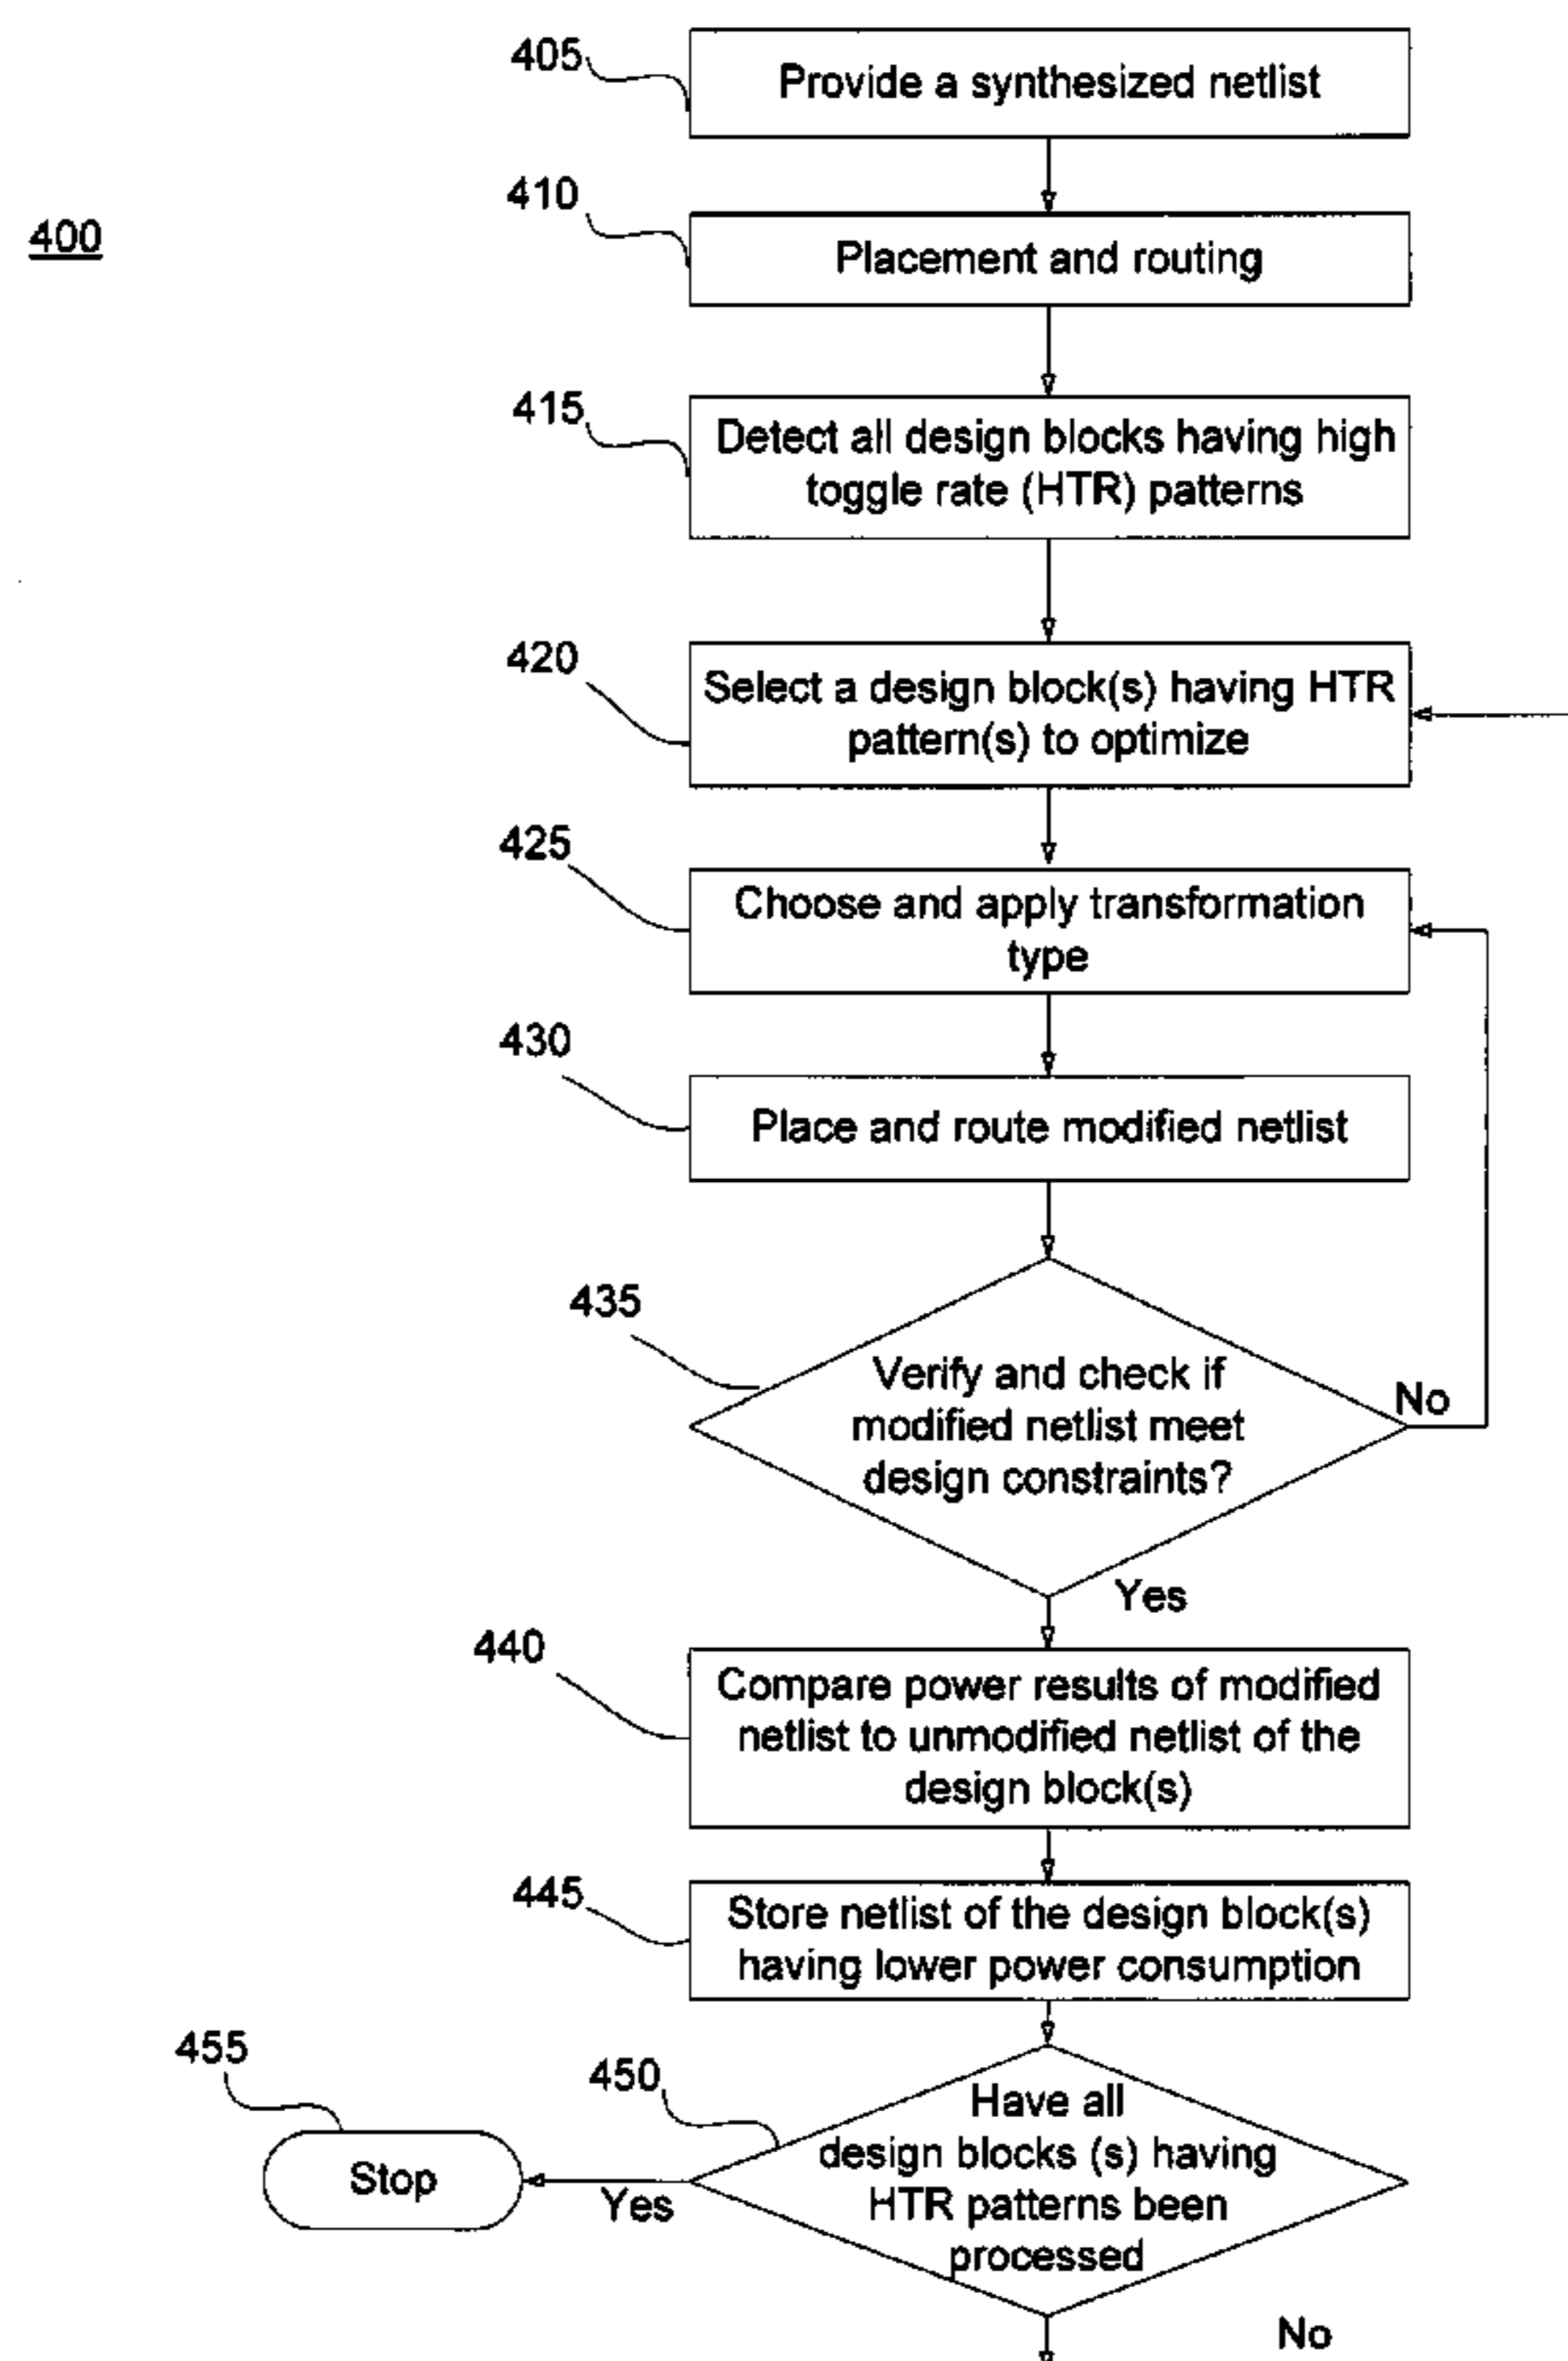 405
Provide a synthesized netlist
400
410
Placement and routing
415
Detect all design blocks having high
toggle rate (HTR) patterns
420
Select a design block(s) having HTR
pattern(s) to optimize
425
Choose and apply transformation
type
430
Place and route modified netlist
435
Verify and check if
modified netlist meet
design constraints?
No
Yes
440
Compare power results of modified
netlist to unmodified netlist of the
design block(s)
445
Store netlist of the design block(s)
having lower power consumption
455
Stop
450
Have all
design blocks (s) having
HTR patterns been
processed
Yes
No